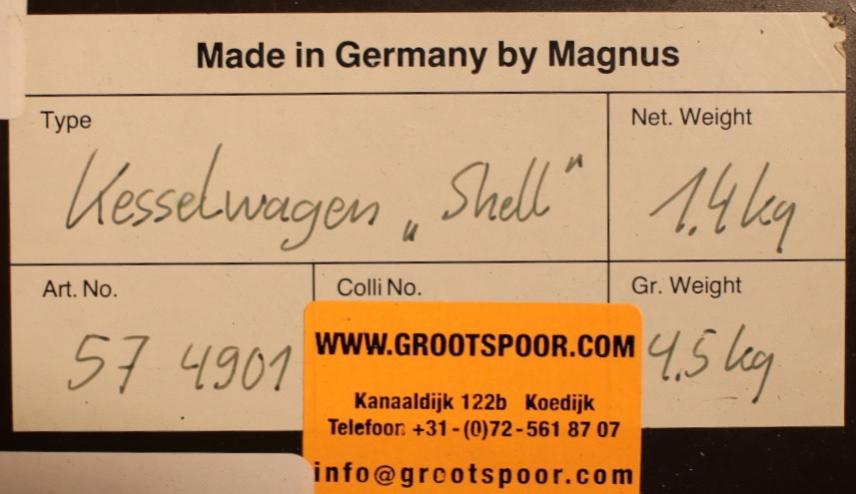 Made in Germany by Magnus
Type
Net. Weight
Kesselwagen „Shell"
1.4 kg
Art. No.
Colli No.
Gr. Weight
57 4901
4.5 kg
WWW.GROOTSPOOR.COM
Kanaaldijk 122b Koedijk
Telefoon +31-(0)72-561 87 07
info@grootspoor.com